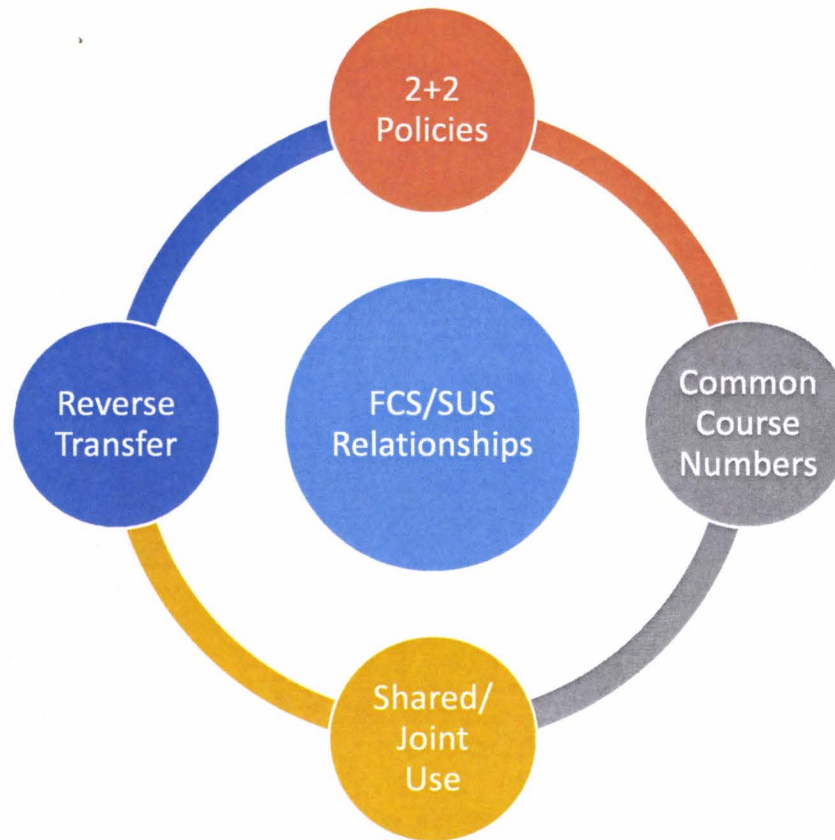 2+2
Policies
Reverse
Transfer
FCS/SUS
Relationships
Common
Course
Numbers
Shared/
Joint
Use